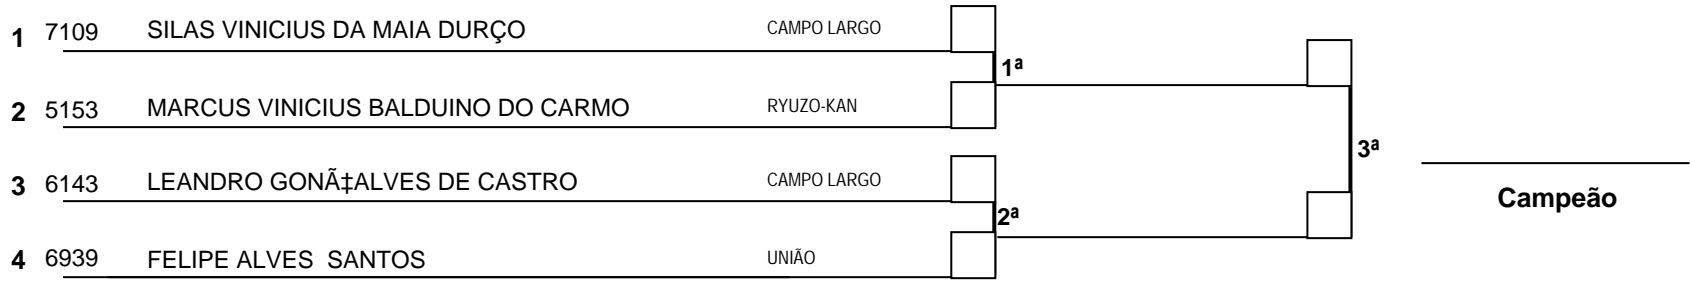 1 7109 SILAS VINICIUS DA MAIA DURÇO CAMPO LARGO
1ª
2 5153 MARCUS VINICIUS BALDUINO DO CARMO RYUZO-KAN
3ª
3 6143 LEANDRO GONÃ‡ALVES DE CASTRO CAMPO LARGO
Campeão
2ª
4 6939 FELIPE ALVES  SANTOS UNIÃO